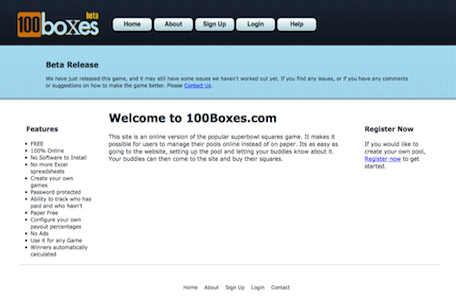 100boxes beta
Home
About
Sign Up
Login
Help
Beta Release
We have just released this game, and it may still have some issues we haven't worked out yet. If you find any issues, or if you have any comments
or suggestions on how to make the game better. Please Contact Us.
Features
FREE
100% Online
No Software to Install
No more Excel
spreadsheets
Create your own
games
Password protected
Ability to track who has
paid and who hasn't
Paper Free
Configure your own
payout percentages
No Ads
Use it for any Game
Winners automatically
calculated
Welcome to 100Boxes.com
This site is an online version of the popular superbowl squares game. It makes it
possible for users to manage their pools online instead of on paper. Its as easy as
going to the website, setting up the pool and letting your buddies know about it.
Your buddies can then come to the site and buy their squares.
Register Now
If you would like to
create your own pool,
Register now to get
started.
Home
About
Sign Up
Login
Contact